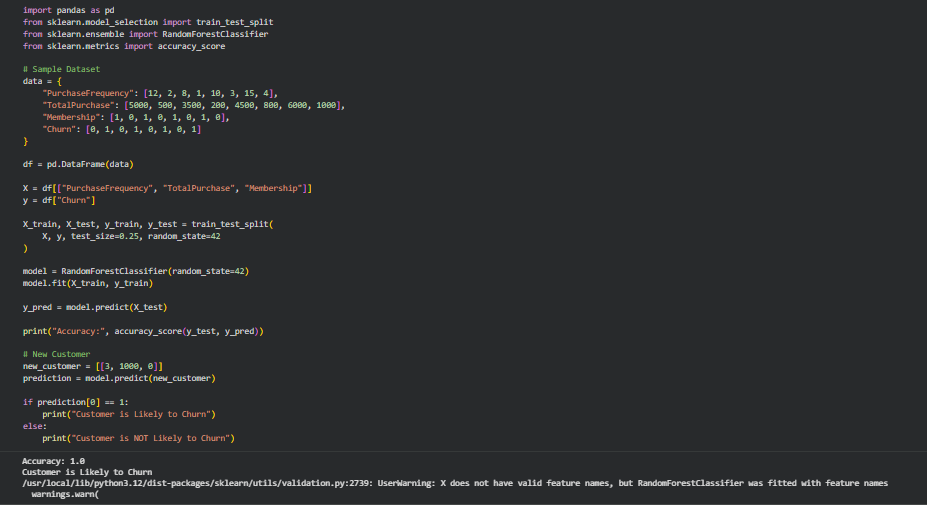 import pandas as pd
from sklearn.model_selection import train_test_split
from sklearn.ensemble import RandomForestClassifier
from sklearn.metrics import accuracy_score
# Sample Dataset
data = {
    "PurchaseFrequency": [12, 2, 8, 1, 10, 3, 15, 4],
    "TotalPurchase": [5000, 500, 3500, 200, 4500, 800, 6000, 1000],
    "Membership": [1, 0, 1, 0, 1, 0, 1, 0],
    "Churn": [0, 1, 0, 1, 0, 1, 0, 1]
}
df = pd.DataFrame(data)
X = df[["PurchaseFrequency", "TotalPurchase", "Membership"]]
y = df["Churn"]
X_train, X_test, y_train, y_test = train_test_split(
    X, y, test_size=0.25, random_state=42
)
model = RandomForestClassifier(random_state=42)
model.fit(X_train, y_train)
y_pred = model.predict(X_test)
print("Accuracy:", accuracy_score(y_test, y_pred))
# New Customer
new_customer = [[3, 1000, 0]]
prediction = model.predict(new_customer)
if prediction[0] == 1:
    print("Customer is Likely to Churn")
else:
    print("Customer is NOT Likely to Churn")
Accuracy: 1.0
Customer is Likely to Churn
/usr/local/lib/python3.12/dist-packages/sklearn/utils/validation.py:2739: UserWarning: X does not have valid feature names, but RandomForestClassifier was fitted with feature names
  warnings.warn(